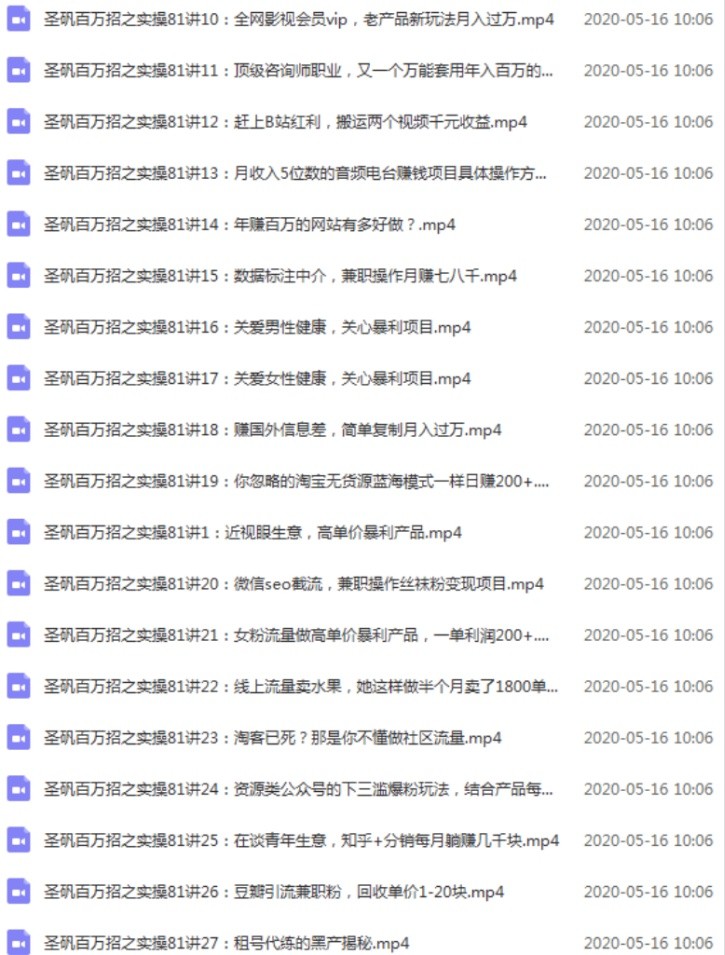 圣矾百万招之实操81讲10：全网影视会员vip，老产品新玩法月入过万.mp4 2020-05-16 10:06
圣矾百万招之实操81讲11：顶级咨询师职业，又一个万能套用年入百万的... 2020-05-16 10:06
圣矾百万招之实操81讲12：赶上B站红利，搬运两个视频千元收益.mp4 2020-05-16 10:06
圣矾百万招之实操81讲13：月收入5位数的音频电台赚钱项目具体操作方... 2020-05-16 10:06
圣矾百万招之实操81讲14：年赚百万的网站有多好做？.mp4 2020-05-16 10:06
圣矾百万招之实操81讲15：数据标注中介，兼职操作月赚七八千.mp4 2020-05-16 10:06
圣矾百万招之实操81讲16：关爱男性健康，关心暴利项目.mp4 2020-05-16 10:06
圣矾百万招之实操81讲17：关爱女性健康，关心暴利项目.mp4 2020-05-16 10:06
圣矾百万招之实操81讲18：赚国外信息差，简单复制月入过万.mp4 2020-05-16 10:06
圣矾百万招之实操81讲19：你忽略的淘宝无货源蓝海模式一样日赚200+.... 2020-05-16 10:06
圣矾百万招之实操81讲1：近视眼生意，高单价暴利产品.mp4 2020-05-16 10:06
圣矾百万招之实操81讲20：微信seo截流，兼职操作丝袜粉变现项目.mp4 2020-05-16 10:06
圣矾百万招之实操81讲21：女粉流量做高单价暴利产品，一单利润200+.... 2020-05-16 10:06
圣矾百万招之实操81讲22：线上流量卖水果，她这样做半个月卖了1800单... 2020-05-16 10:06
圣矾百万招之实操81讲23：淘客已死？那是你不懂做社区流量.mp4 2020-05-16 10:06
圣矾百万招之实操81讲24：资源类公众号的下三滥爆粉玩法，结合产品每... 2020-05-16 10:06
圣矾百万招之实操81讲25：在谈青年生意，知乎+分销每月躺赚几千块.mp4 2020-05-16 10:06
圣矾百万招之实操81讲26：豆瓣引流兼职粉，回收单价1-20块.mp4 2020-05-16 10:06
圣矾百万招之实操81讲27：租号代练的黑产揭秘.mp4 2020-05-16 10:06